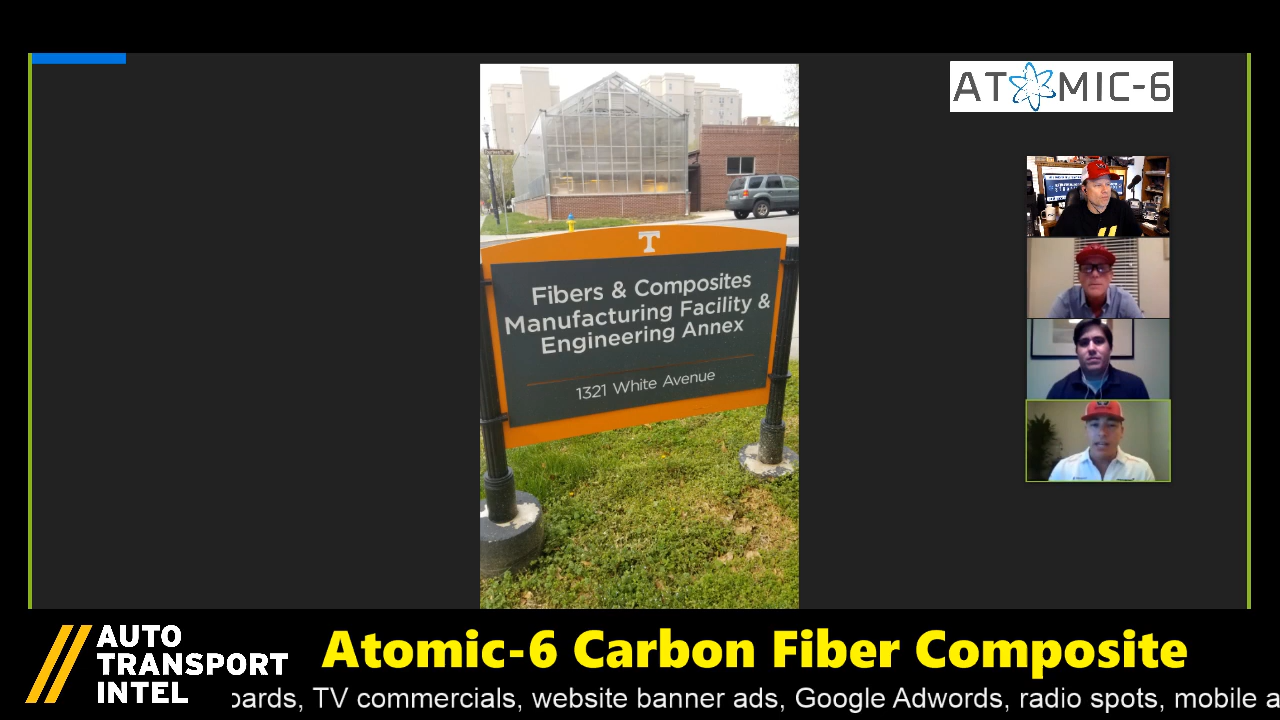 ATOMIC-6
T
Fibers & Composites
Manufacturing Facility &
Engineering Annex
1321 White Avenue
AUTO
TRANSPORT
INTEL
Atomic-6 Carbon Fiber Composite
oards, TV commercials, website banner ads, Google Adwords, radio spots, mobile a